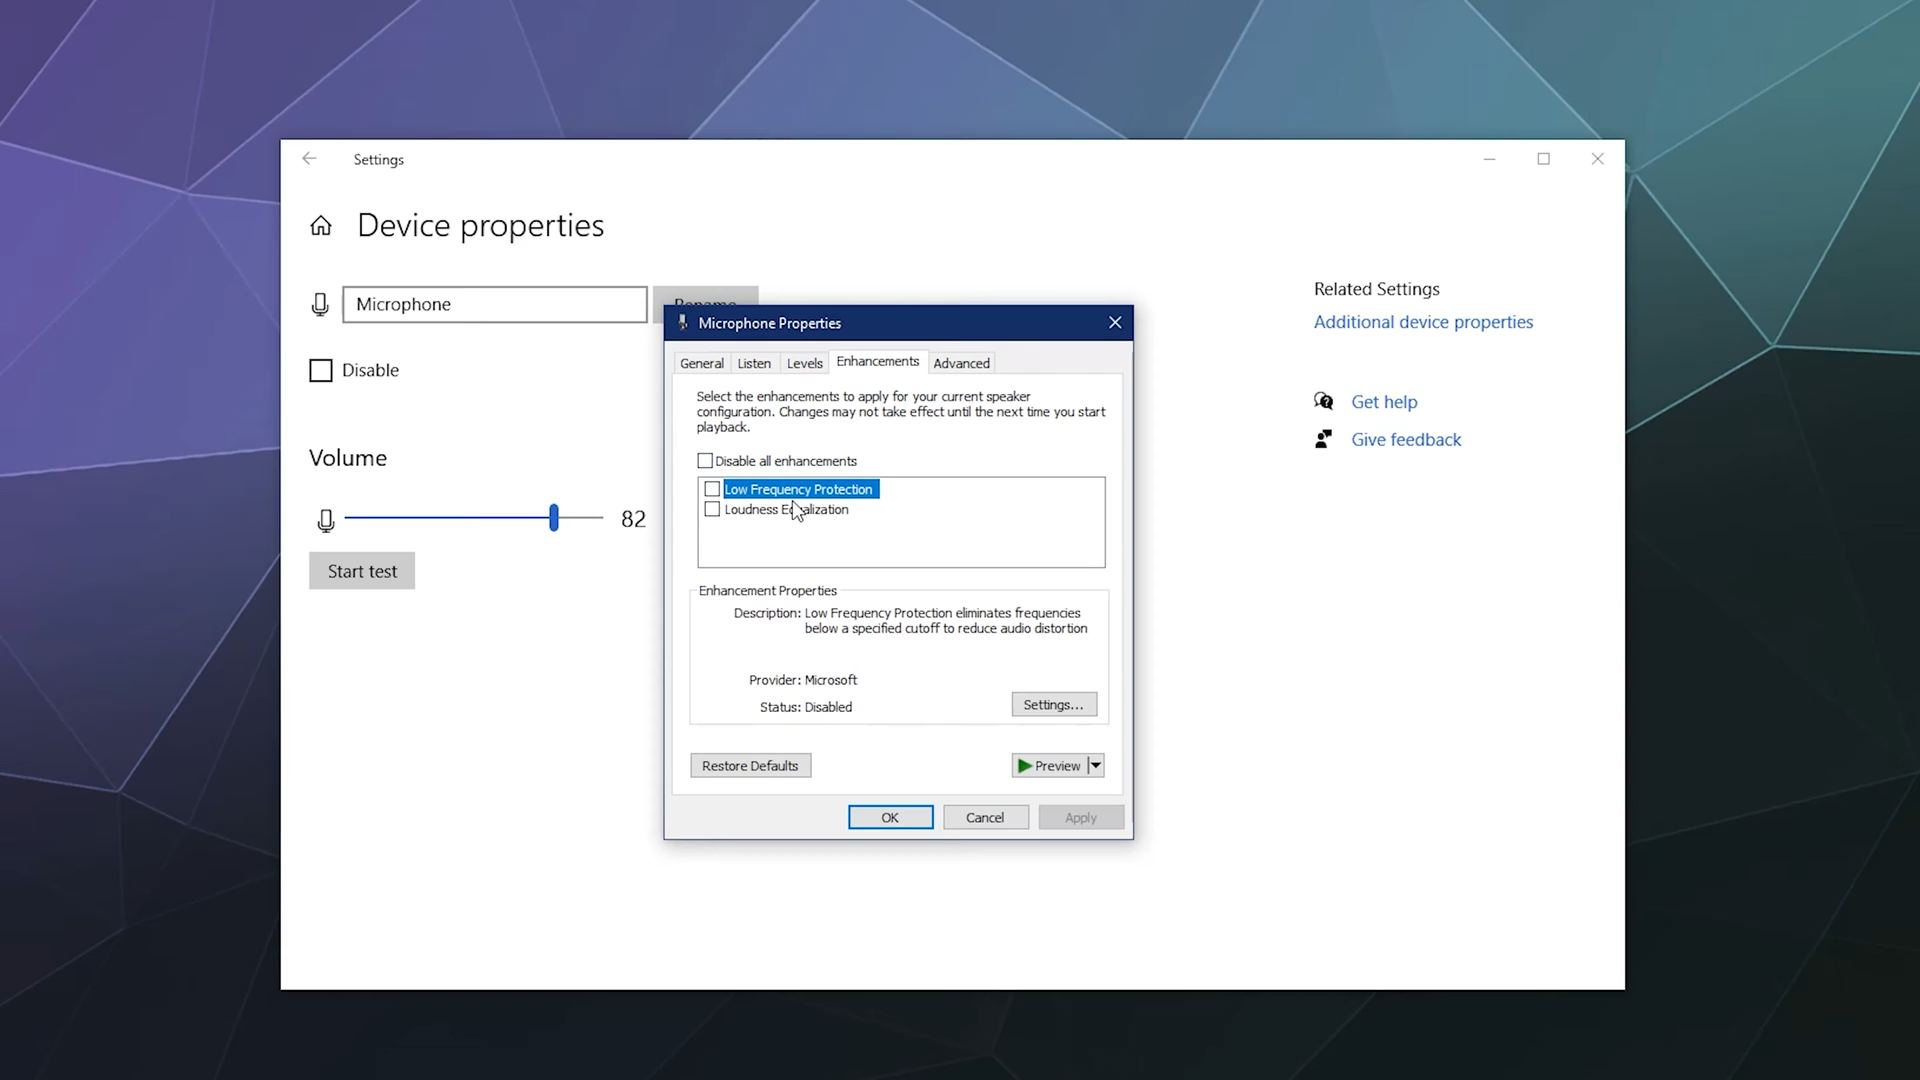 Settings
Device properties
Microphone
Disable
Volume
82
Start test
Related Settings
Additional device properties
Get help
Give feedback
Microphone Properties
General Listen Levels Enhancements Advanced
Select the enhancements to apply for your current speaker
configuration. Changes may not take effect until the next time you start
playback.
Disable all enhancements
Low Frequency Protection
Loudness Equalization
Enhancement Properties
Description: Low Frequency Protection eliminates frequencies
below a specified cutoff to reduce audio distortion
Provider: Microsoft
Status: Disabled
Settings...
Restore Defaults
Preview
OK Cancel Apply